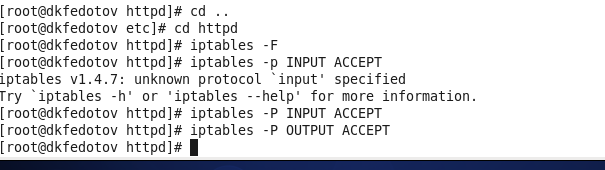 [root@dkfedotov httpd]# cd ..
[root@dkfedotov etc]# cd httpd
[root@dkfedotov httpd]# iptables -F
[root@dkfedotov httpd]# iptables -p INPUT ACCEPT
iptables v1.4.7: unknown protocol `input' specified
Try `iptables -h' or 'iptables --help' for more information.
[root@dkfedotov httpd]# iptables -P INPUT ACCEPT
[root@dkfedotov httpd]# iptables -P OUTPUT ACCEPT
[root@dkfedotov httpd]#